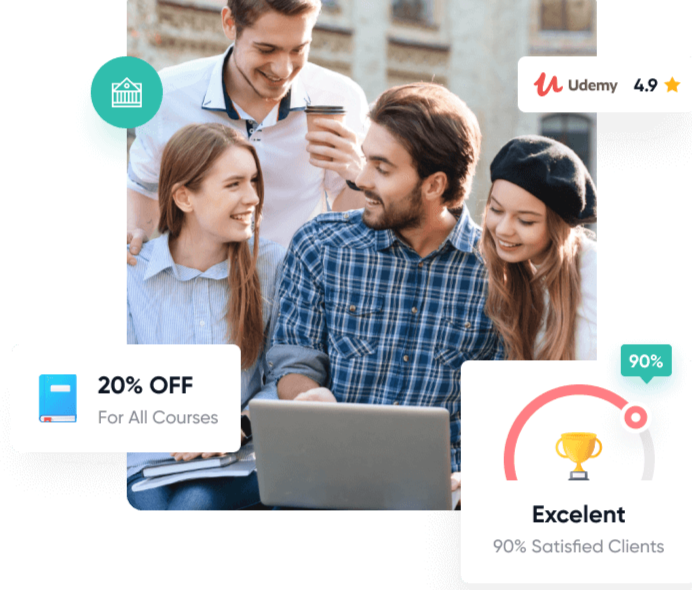 Udemy 4.9
20% OFF
For All Courses
90%
Excelent
90% Satisfied Clients